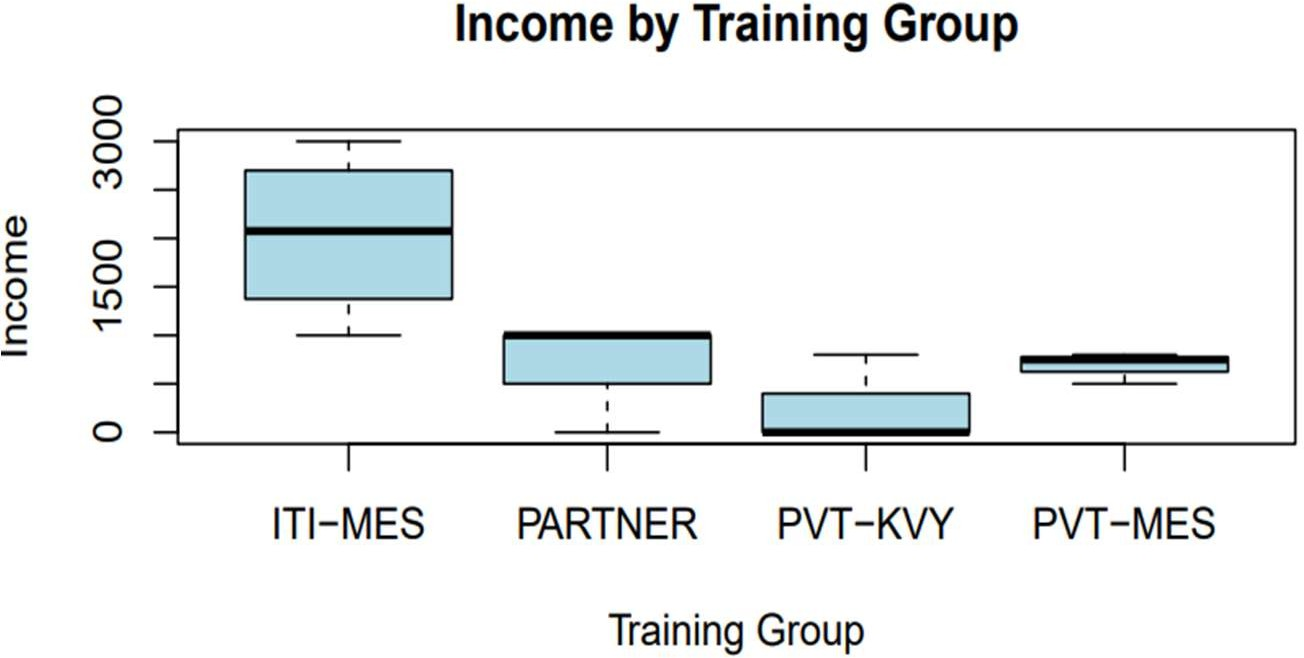 Income by Training Group
3000
1500
0
Income
ITI−MES
PARTNER
PVT−KVY
PVT−MES
Training Group